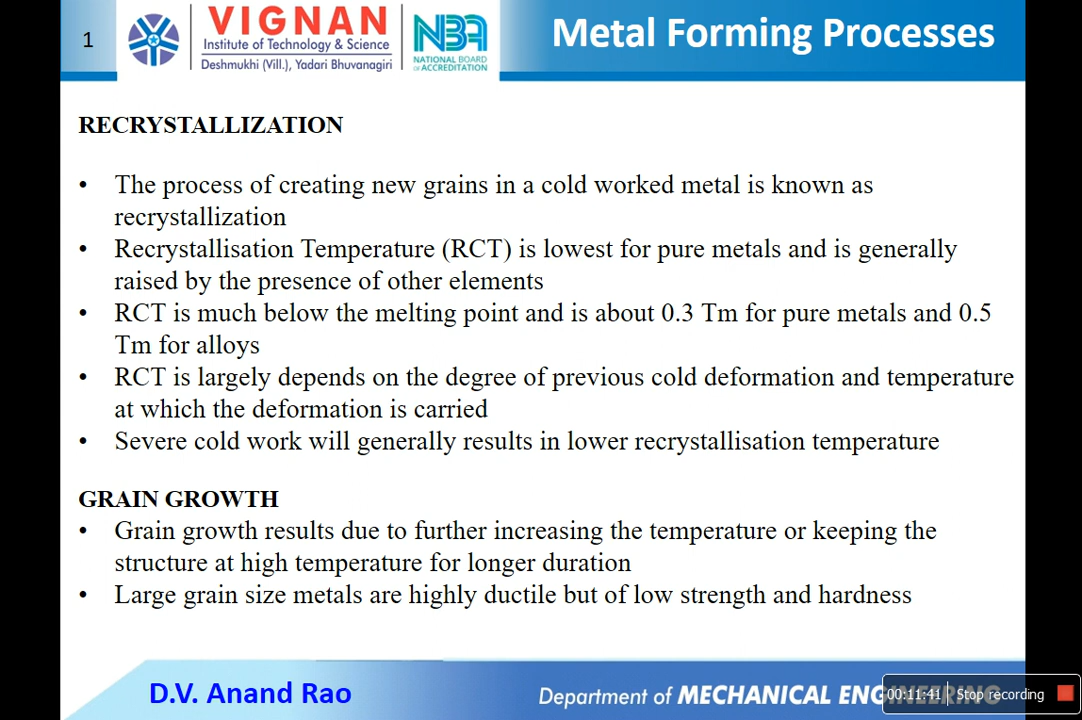 1
VIGNAN
Institute of Technology & Science
Deshmukhi (Vill.), Yadari Bhuvanagiri
NBA
NATIONAL BOARD
OF ACCREDITATION
Metal Forming Processes
RECRYSTALLIZATION
• The process of creating new grains in a cold worked metal is known as
recrystallization
• Recrystallisation Temperature (RCT) is lowest for pure metals and is generally
raised by the presence of other elements
• RCT is much below the melting point and is about 0.3 Tm for pure metals and 0.5
Tm for alloys
• RCT is largely depends on the degree of previous cold deformation and temperature
at which the deformation is carried
• Severe cold work will generally results in lower recrystallisation temperature
GRAIN GROWTH
• Grain growth results due to further increasing the temperature or keeping the
structure at high temperature for longer duration
• Large grain size metals are highly ductile but of low strength and hardness
D.V. Anand Rao
Department of MECHANICAL ENGINEERING
00:11:41 Stop recording